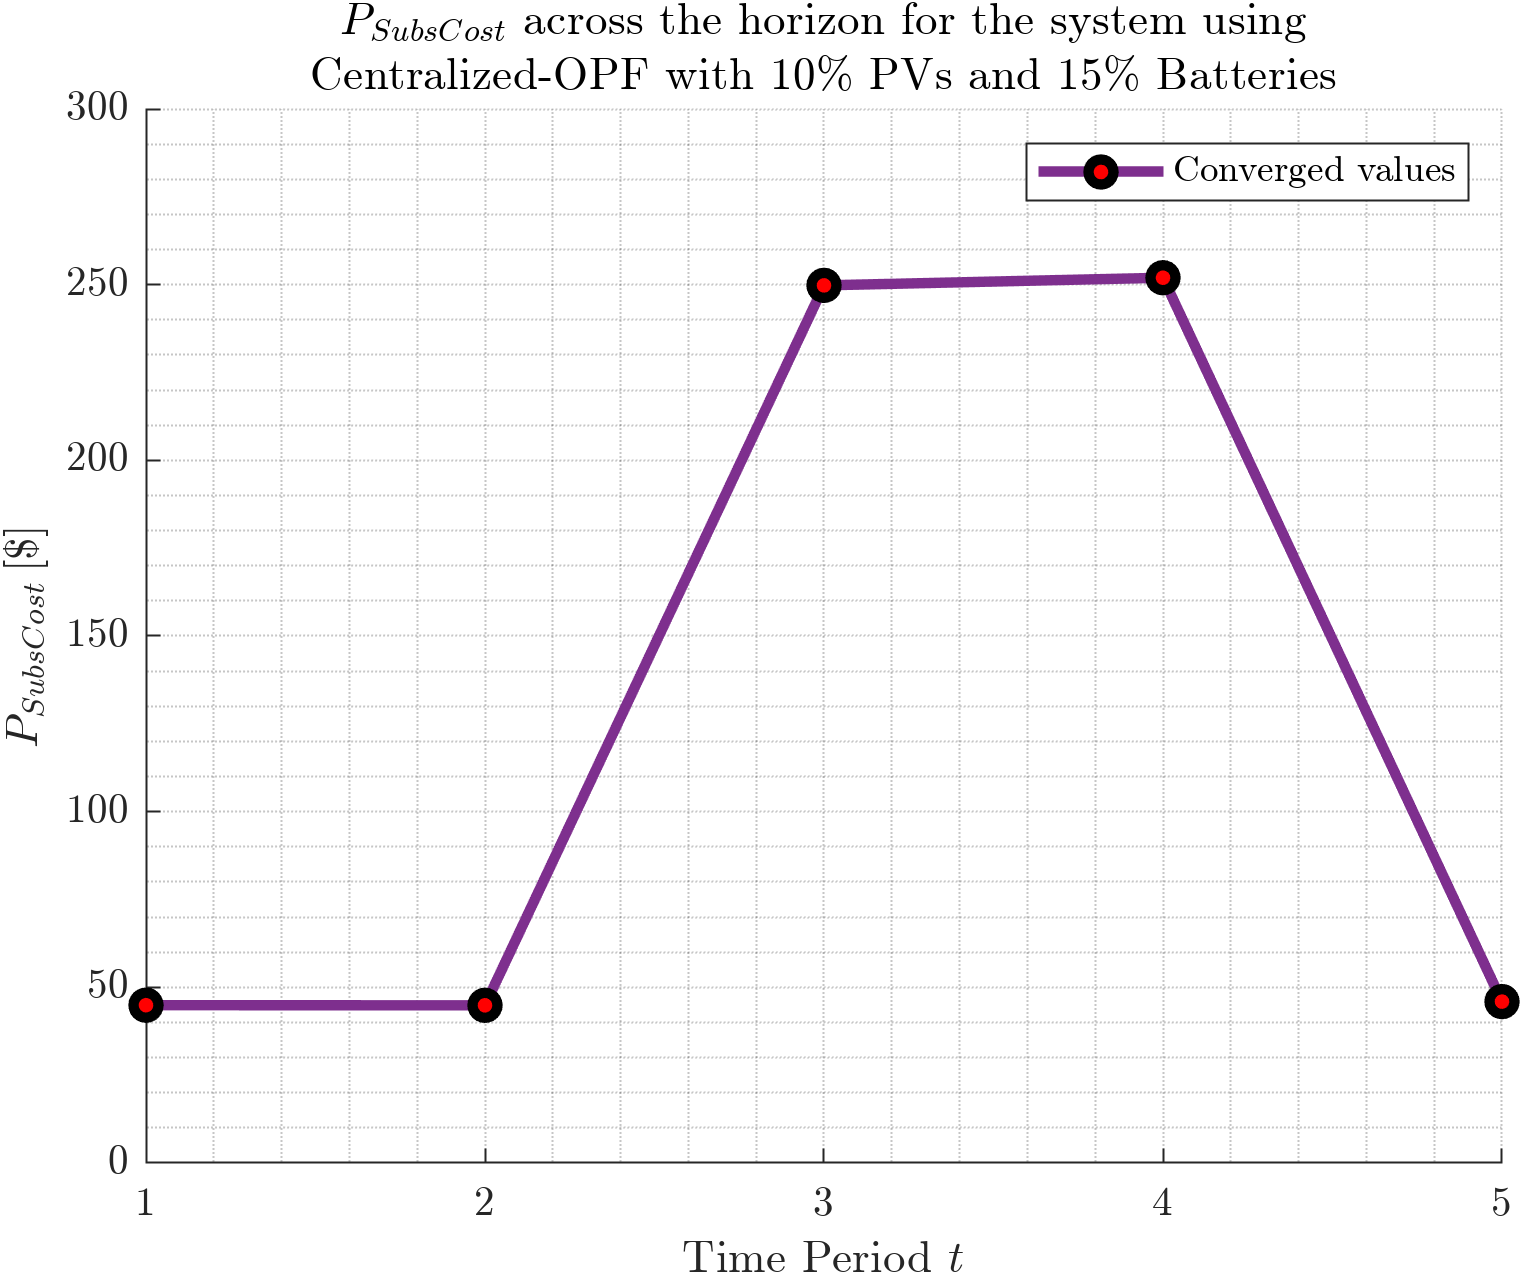 P_SubsCost across the horizon for the system using
Centralized-OPF with 10% PVs and 15% Batteries
Converged values
P_SubsCost [$]
300
250
200
150
100
50
0
1 2 3 4 5
Time Period t